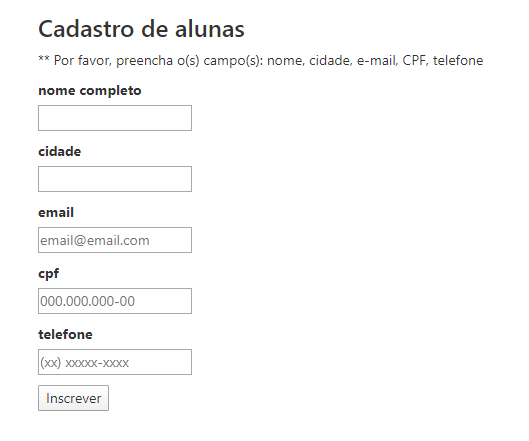 Cadastro de alunas
** Por favor, preencha o(s) campo(s): nome, cidade, e-mail, CPF, telefone
nome completo
cidade
email
email@email.com
cpf
000.000.000-00
telefone
(xx) xxxxx-xxxx
Inscrever